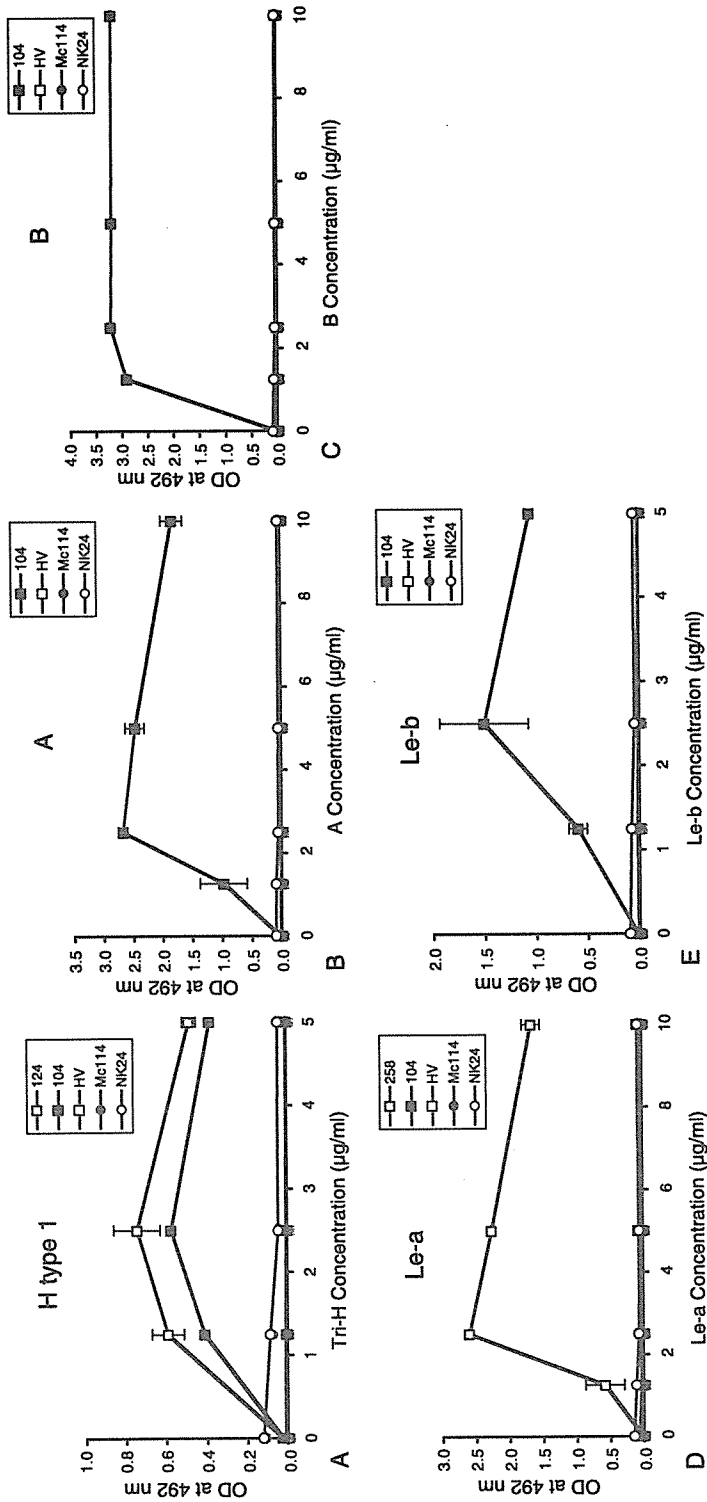 H type 1
124
104
HV
Mc114
NK24
OD at 492 nm
1.0
0.8
0.6
0.4
0.2
0.0
0 1 2 3 4 5
Tri-H Concentration (µg/ml)
A
A
104
HV
Mc114
NK24
OD at 492 nm
3.5
3.0
2.5
2.0
1.5
1.0
0.5
0.0
0 2 4 6 8 10
A Concentration (µg/ml)
B
B
104
HV
Mc114
NK24
OD at 492 nm
4.0
3.5
3.0
2.5
2.0
1.5
1.0
0.5
0.0
0 2 4 6 8 10
B Concentration (µg/ml)
C
Le-a
258
104
HV
Mc114
NK24
OD at 492 nm
3.0
2.5
2.0
1.5
1.0
0.5
0.0
0 2 4 6 8 10
Le-a Concentration (µg/ml)
D
Le-b
104
HV
Mc114
NK24
OD at 492 nm
2.0
1.5
1.0
0.5
0.0
0 1 2 3 4 5
Le-b Concentration (µg/ml)
E